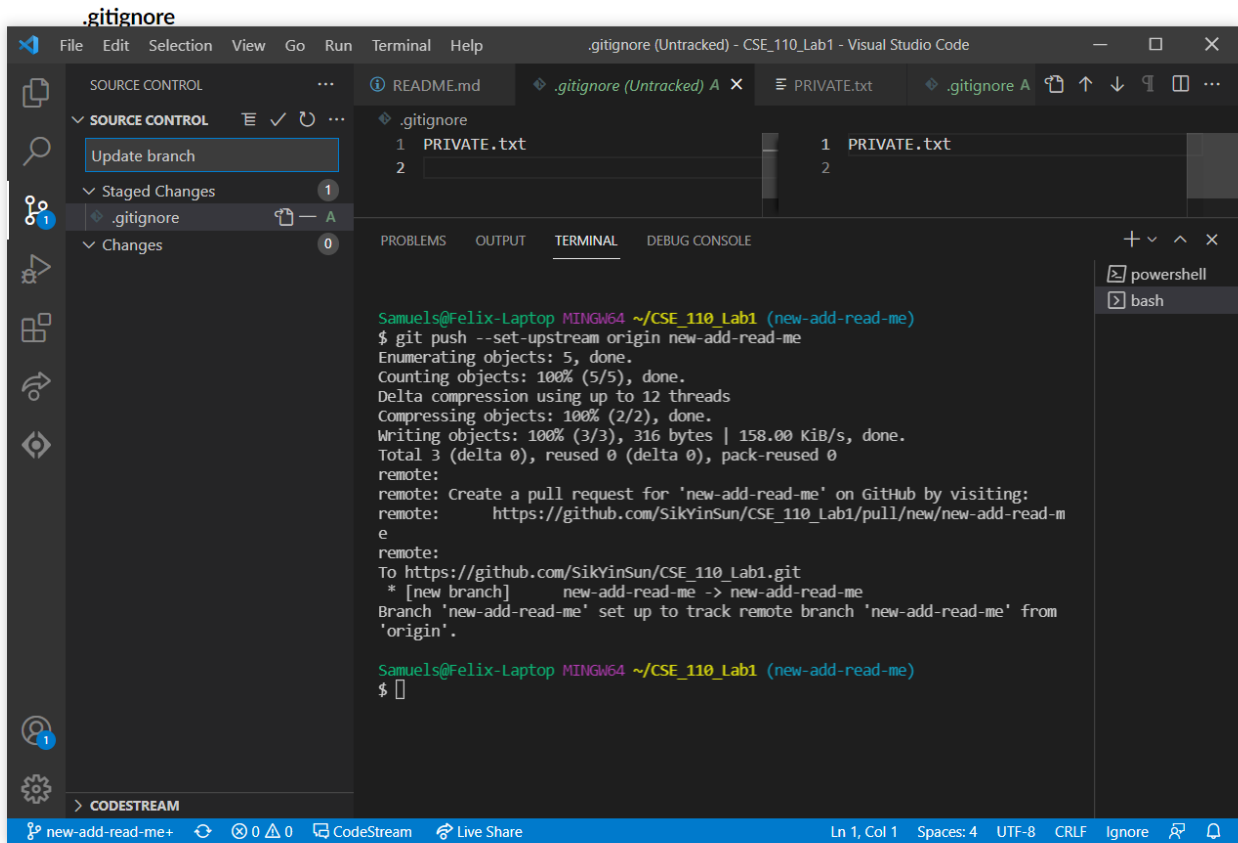 .gitignore
File Edit Selection View Go Run Terminal Help .gitignore (Untracked) - CSE_110_Lab1 - Visual Studio Code
SOURCE CONTROL
README.md .gitignore (Untracked) A PRIVATE.txt .gitignore A
SOURCE CONTROL
.gitignore
Update branch
1 PRIVATE.txt
2
1 PRIVATE.txt
2
Staged Changes 1
.gitignore A
Changes 0
PROBLEMS OUTPUT TERMINAL DEBUG CONSOLE
powershell
bash
Samuels@Felix-Laptop MINGW64 ~/CSE_110_Lab1 (new-add-read-me)
$ git push --set-upstream origin new-add-read-me
Enumerating objects: 5, done.
Counting objects: 100% (5/5), done.
Delta compression using up to 12 threads
Compressing objects: 100% (2/2), done.
Writing objects: 100% (3/3), 316 bytes | 158.00 KiB/s, done.
Total 3 (delta 0), reused 0 (delta 0), pack-reused 0
remote:
remote: Create a pull request for 'new-add-read-me' on GitHub by visiting:
remote:      https://github.com/SikYinSun/CSE_110_Lab1/pull/new/new-add-read-m
e
remote:
To https://github.com/SikYinSun/CSE_110_Lab1.git
 * [new branch]      new-add-read-me -> new-add-read-me
Branch 'new-add-read-me' set up to track remote branch 'new-add-read-me' from
'origin'.
Samuels@Felix-Laptop MINGW64 ~/CSE_110_Lab1 (new-add-read-me)
$
1
1
CODESTREAM
new-add-read-me+ 0 0 CodeStream Live Share Ln 1, Col 1 Spaces: 4 UTF-8 CRLF Ignore